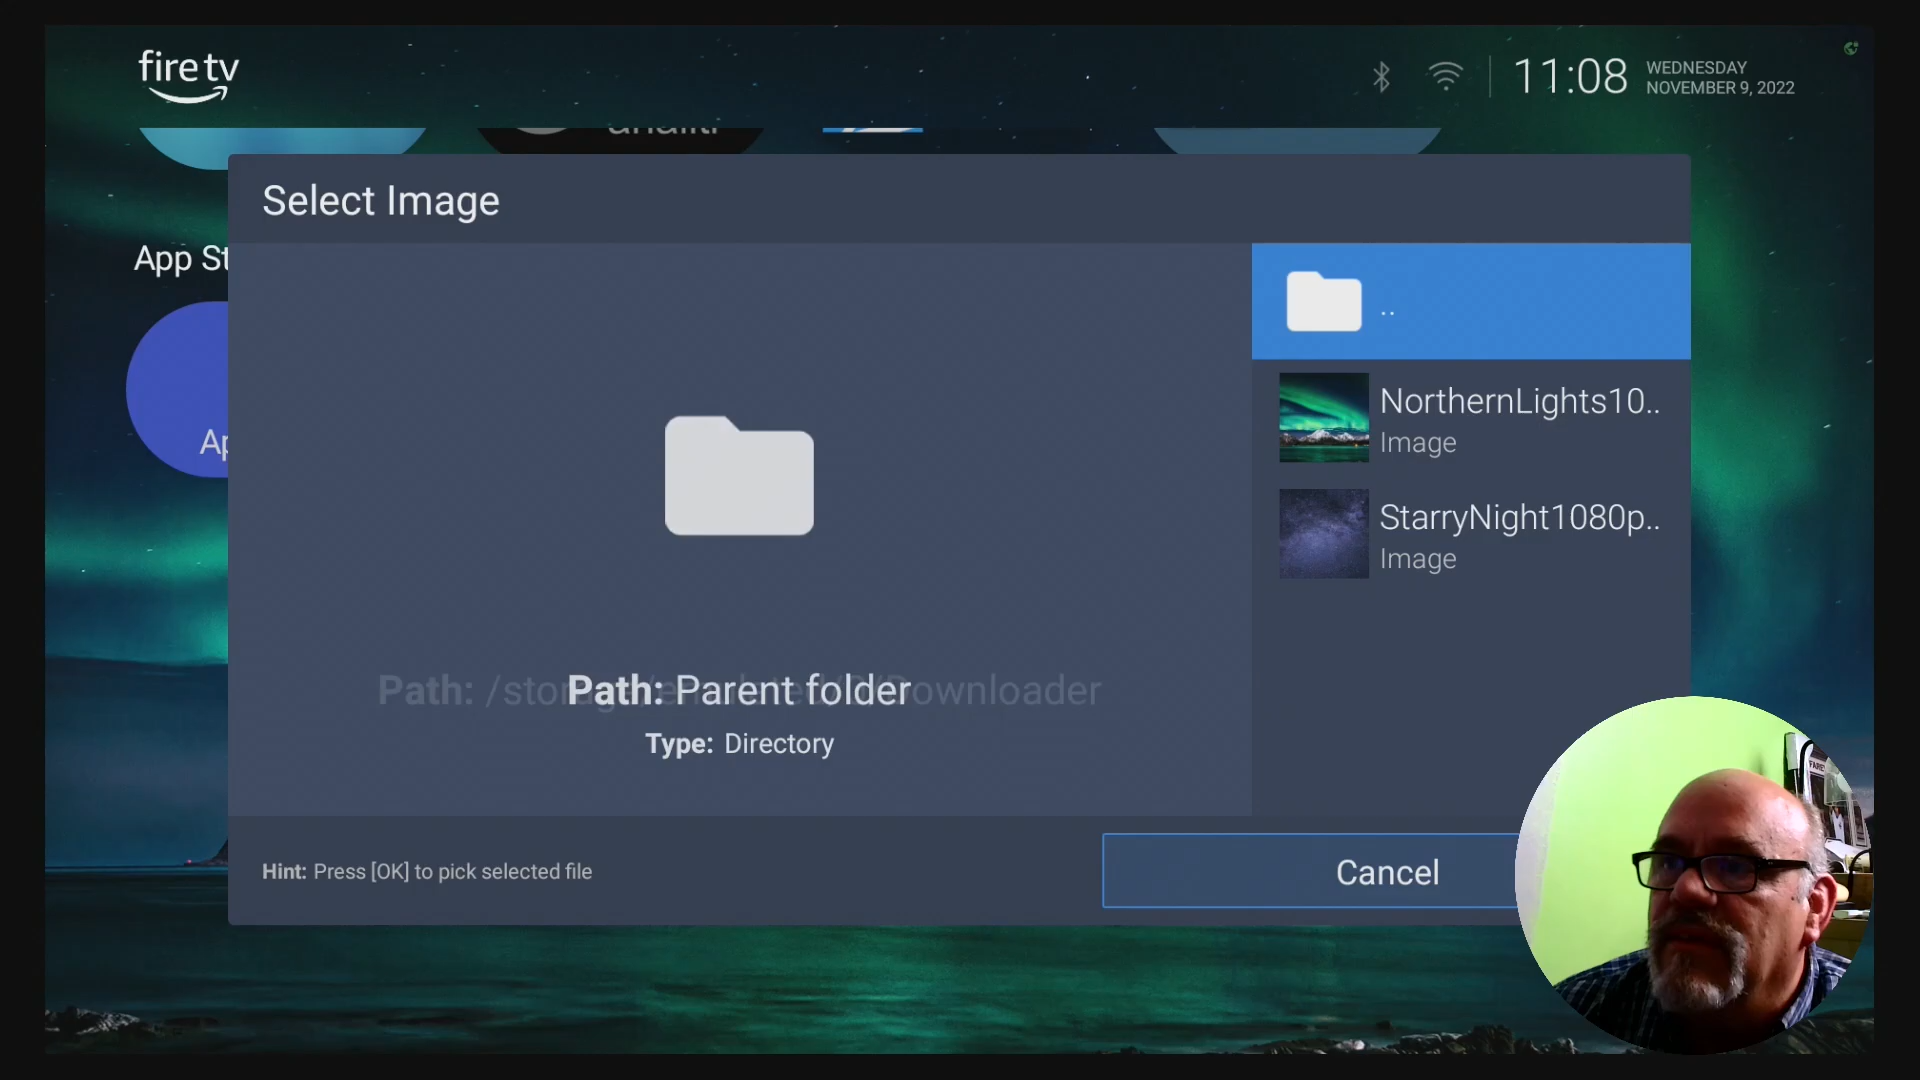 fire tv
11:08
WEDNESDAY
NOVEMBER 9, 2022
Select Image
App St
..
NorthernLights10..
Image
Ap
StarryNight1080p..
Image
Path: Parent folder
Type: Directory
Hint: Press [OK] to pick selected file
Cancel